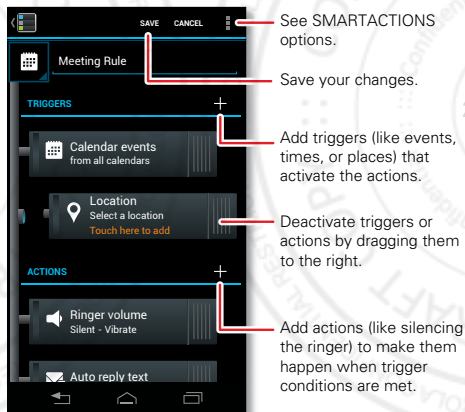 SAVE CANCEL
Meeting Rule
TRIGGERS
Calendar events
from all calendars
Location
Select a location
Touch here to add
ACTIONS
Ringer volume
Silent - Vibrate
Auto reply text
See SMARTACTIONS
options.
Save your changes.
Add triggers (like events,
times, or places) that
activate the actions.
Deactivate triggers or
actions by dragging them
to the right.
Add actions (like silencing
the ringer) to make them
happen when trigger
conditions are met.